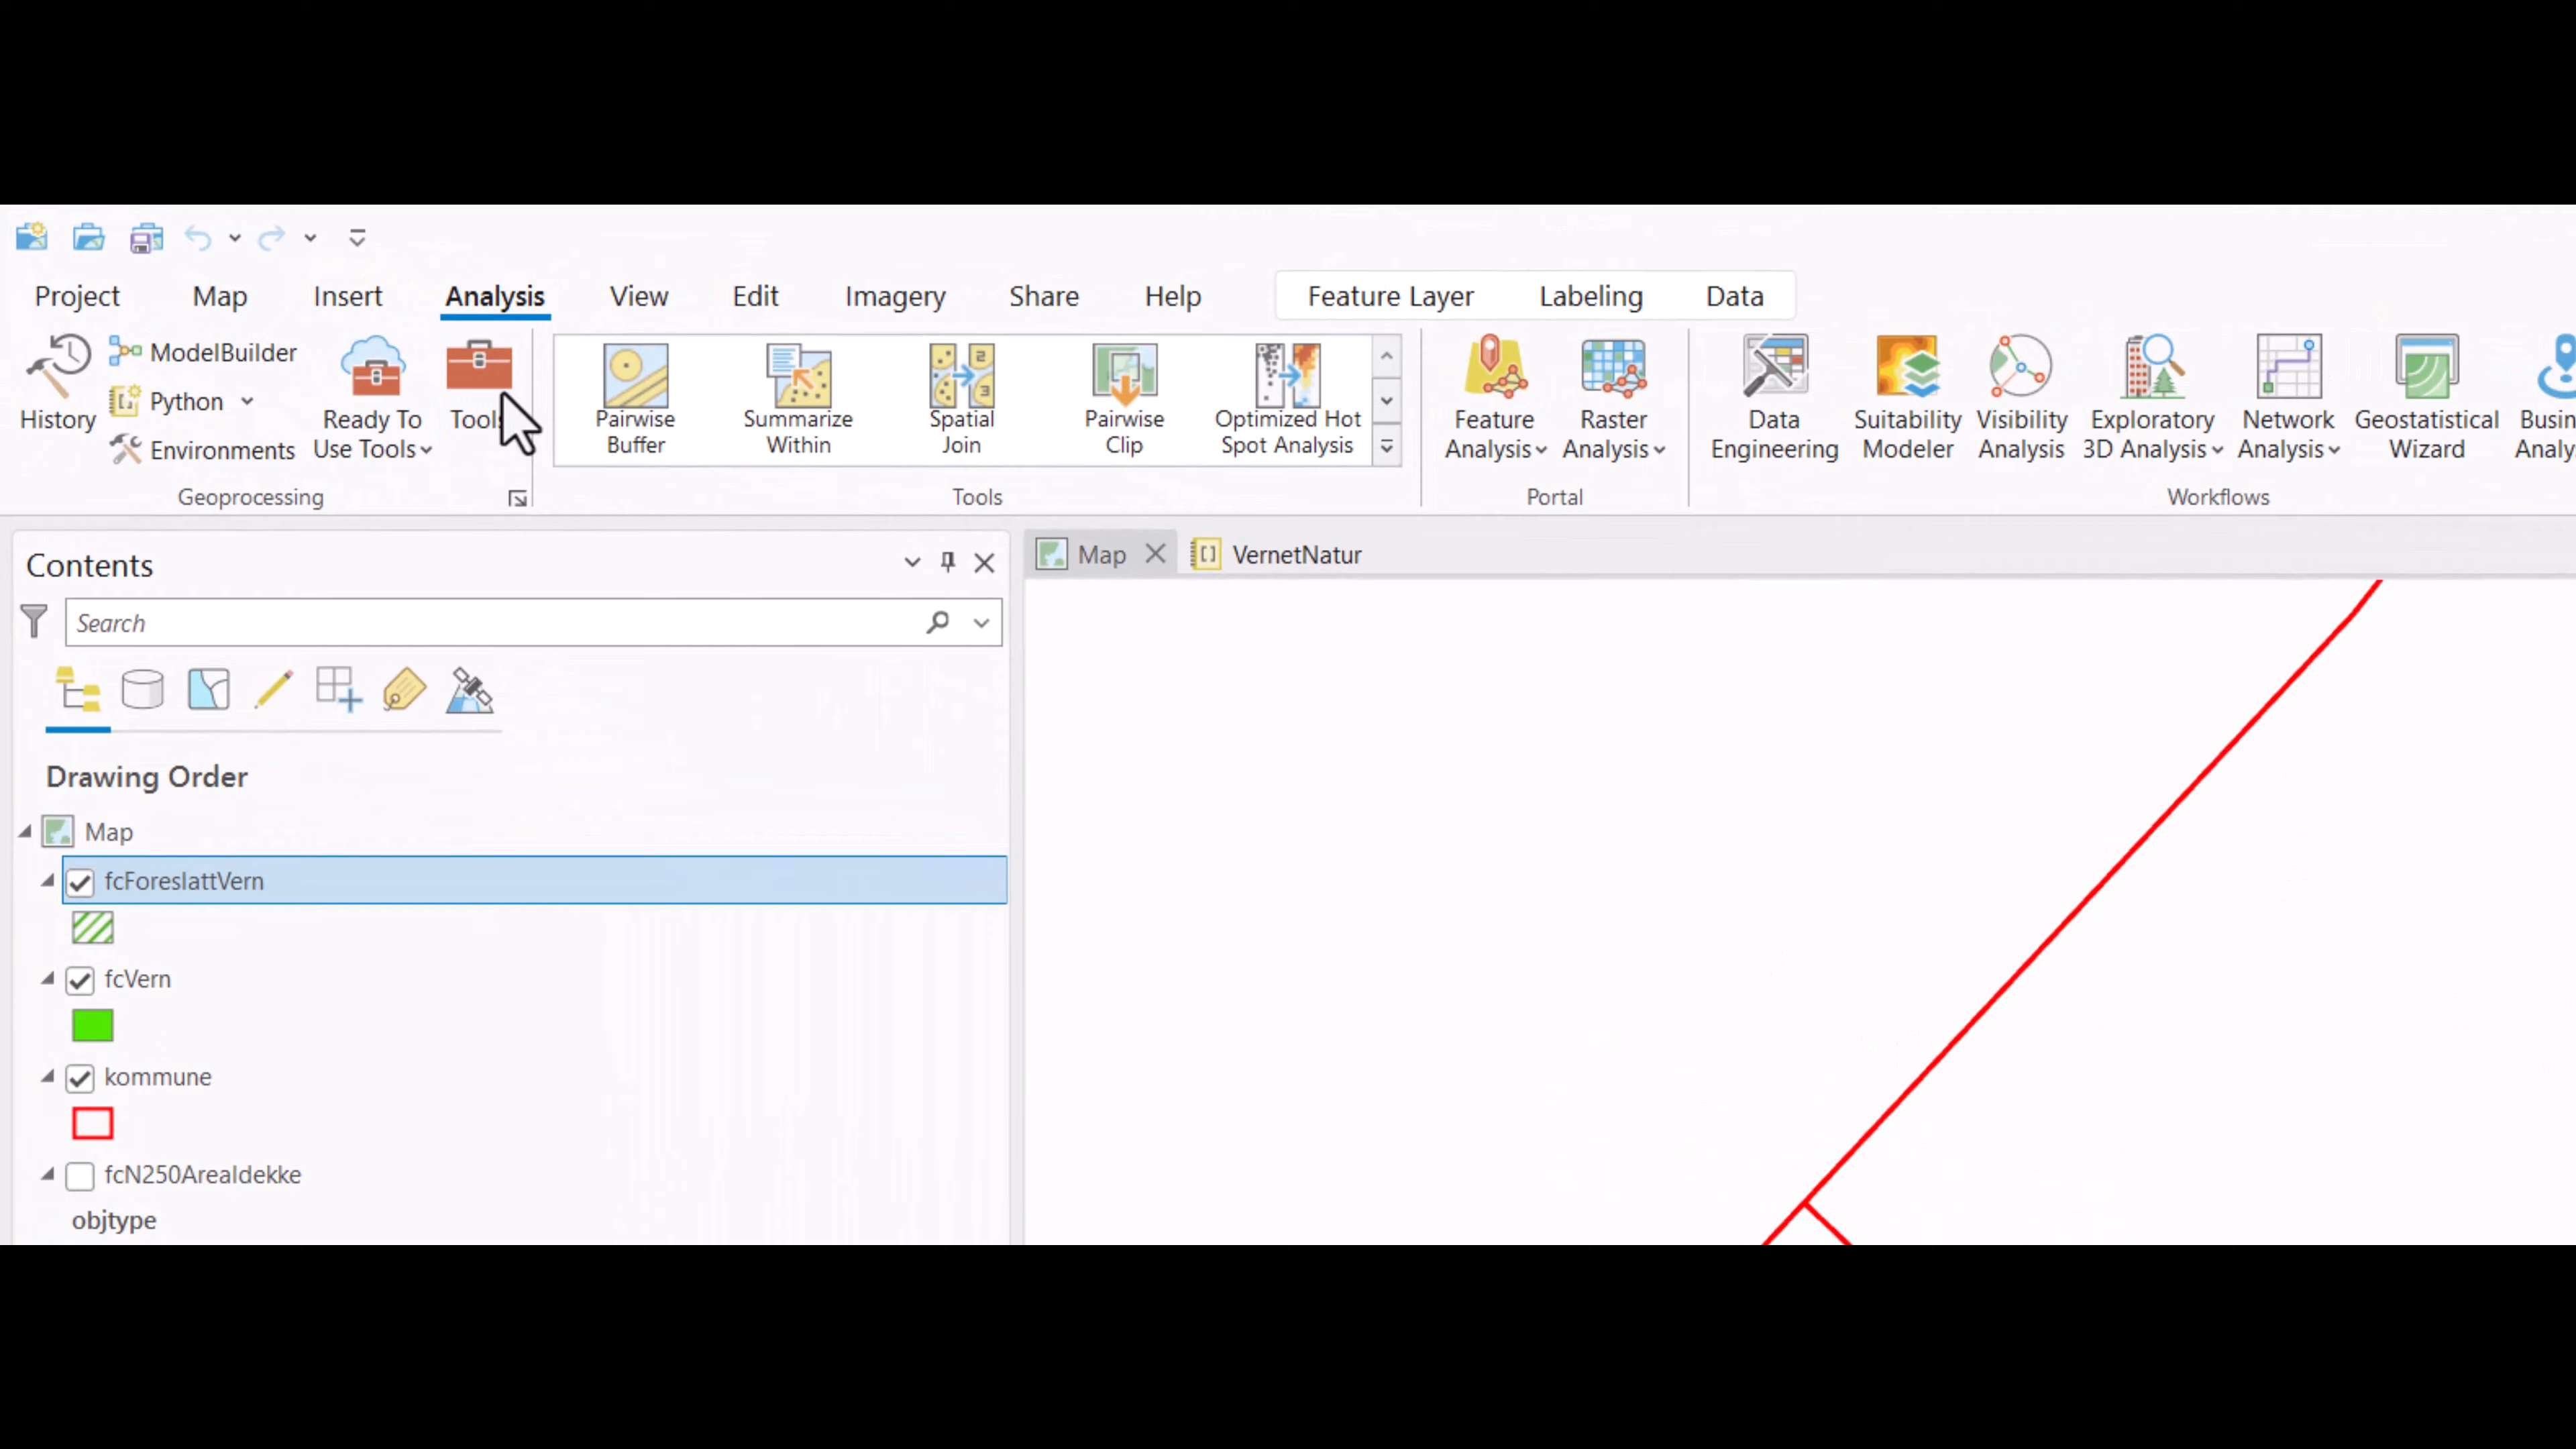 Project Map Insert Analysis View Edit Imagery Share Help Feature Layer Labeling Data
History
ModelBuilder
Python
Environments
Ready To
Use Tools
Tools
Geoprocessing
Pairwise
Buffer
Summarize
Within
Spatial
Join
Pairwise
Clip
Optimized Hot
Spot Analysis
Tools
Feature
Analysis
Raster
Analysis
Portal
Data
Engineering
Suitability
Modeler
Visibility
Analysis
Exploratory
3D Analysis
Network
Analysis
Geostatistical
Wizard
Busin
Analy
Workflows
Contents
Search
Drawing Order
Map
fcForeslattVern
fcVern
kommune
fcN250Arealdekke
objtype
Map
VernetNatur